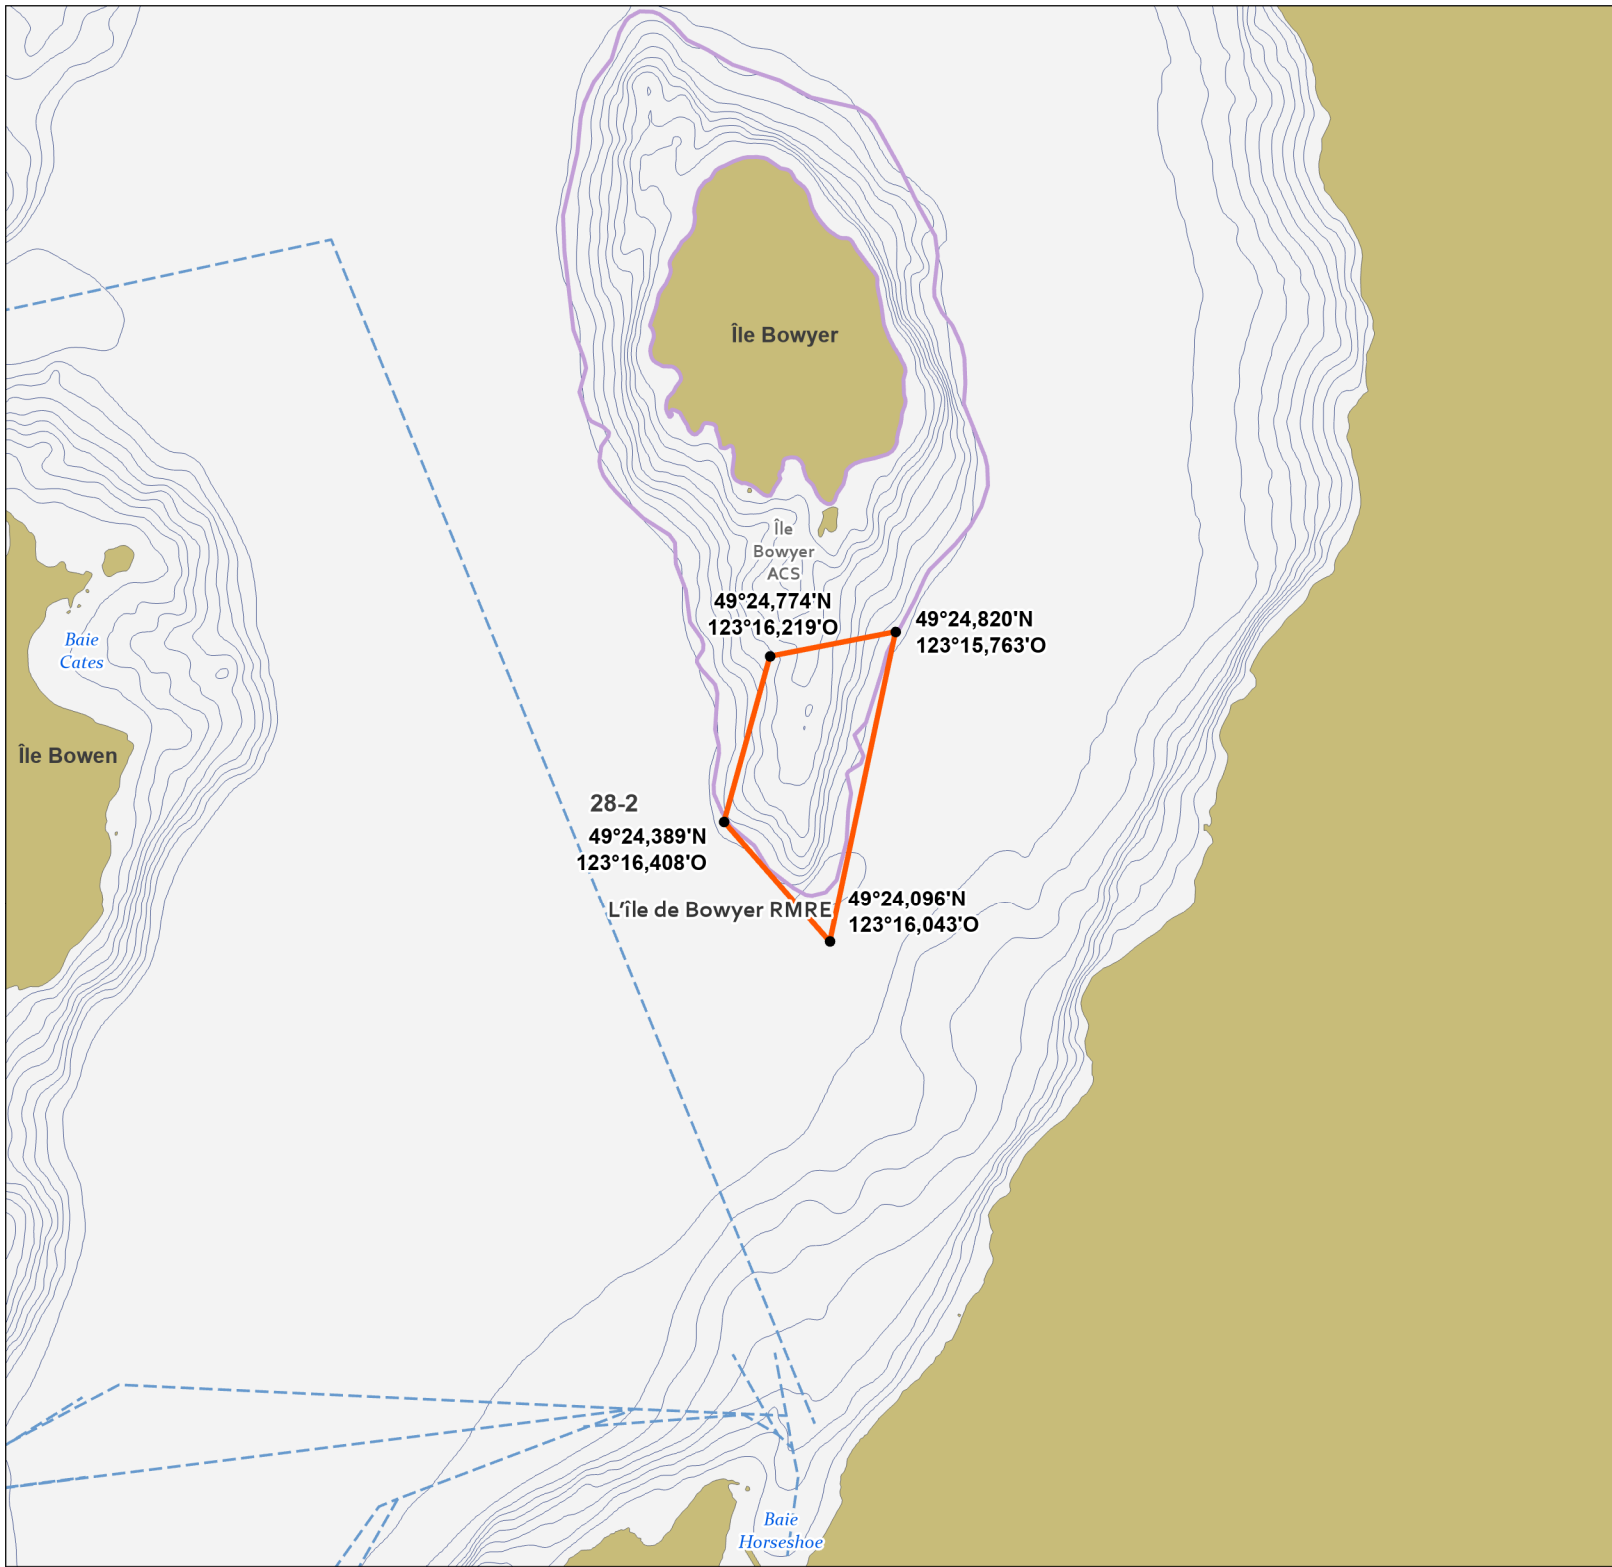 Île Bowyer
Île
Bowyer
ACS
49°24,774'N
123°16,219'O
49°24,820'N
123°15,763'O
Baie
Cates
Île Bowen
28-2
49°24,389'N
123°16,408'O
L'île de Bowyer RMRE
49°24,096'N
123°16,043'O
Baie
Horseshoe